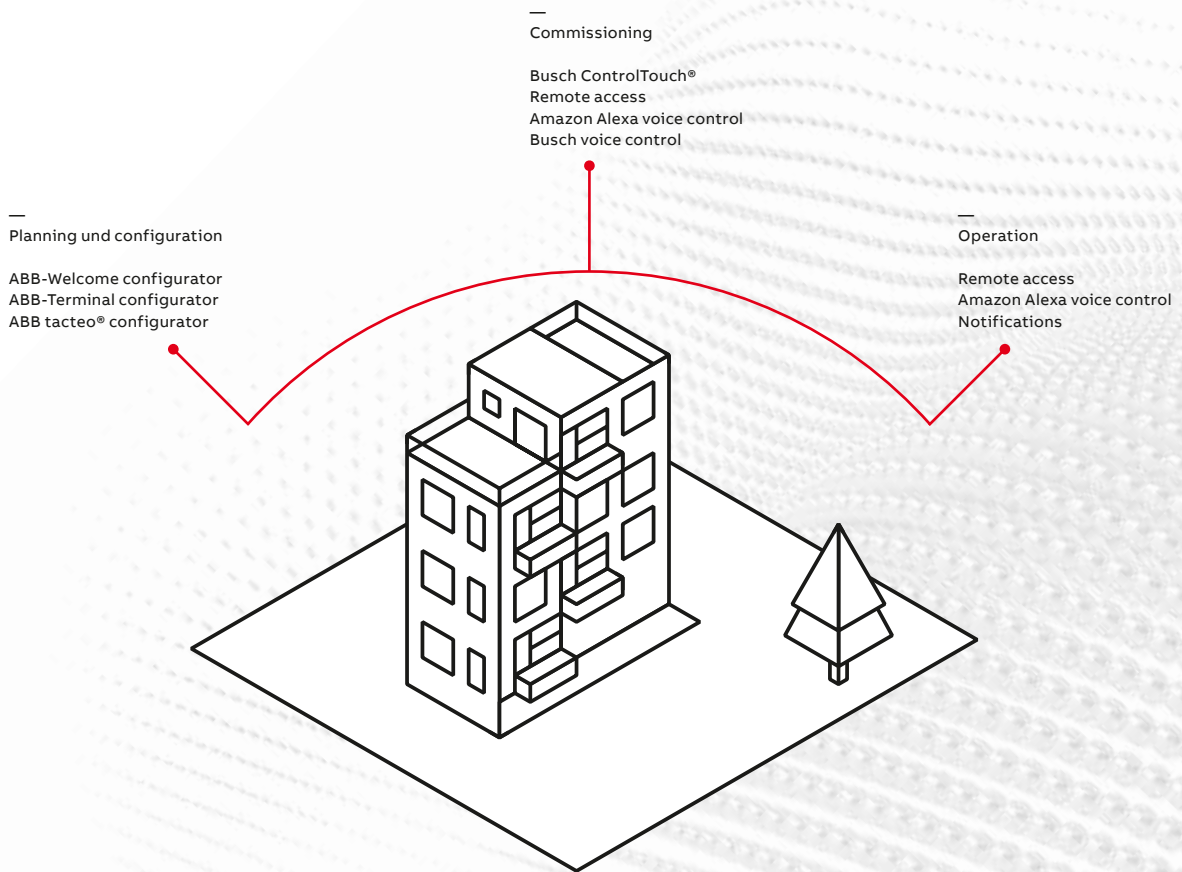 —
Commissioning
Busch ControlTouch®
Remote access
Amazon Alexa voice control
Busch voice control
—
Planning und configuration
ABB-Welcome configurator
ABB-Terminal configurator
ABB tacteo® configurator
—
Operation
Remote access
Amazon Alexa voice control
Notifications